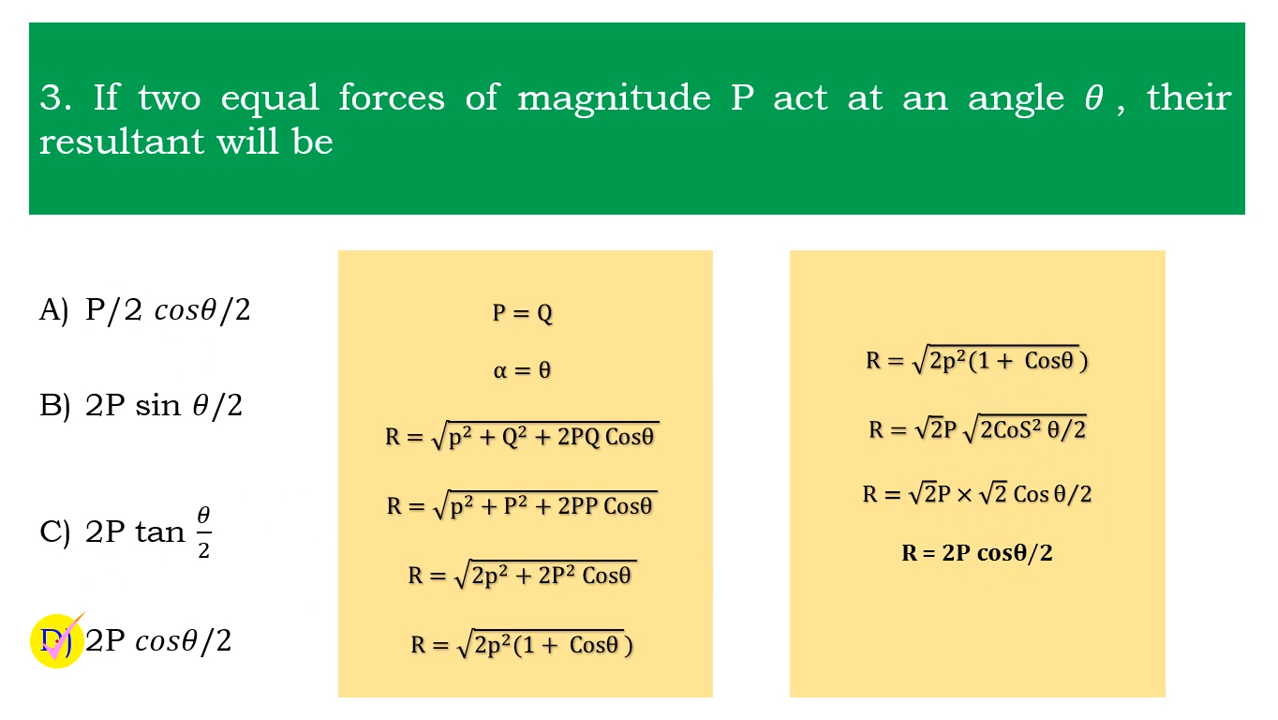 3. If two equal forces of magnitude P act at an angle θ , their
resultant will be
A) P/2 cosθ/2
B) 2P sin θ/2
C) 2P tan θ/2
D) 2P cosθ/2
P = Q
α = θ
R = √p² + Q² + 2PQ Cosθ
R = √p² + P² + 2PP Cosθ
R = √2p² + 2P² Cosθ
R = √2p²(1 + Cosθ )
R = √2p²(1 + Cosθ )
R = √2P √2CoS² θ/2
R = √2P × √2 Cos θ/2
R = 2P cosθ/2